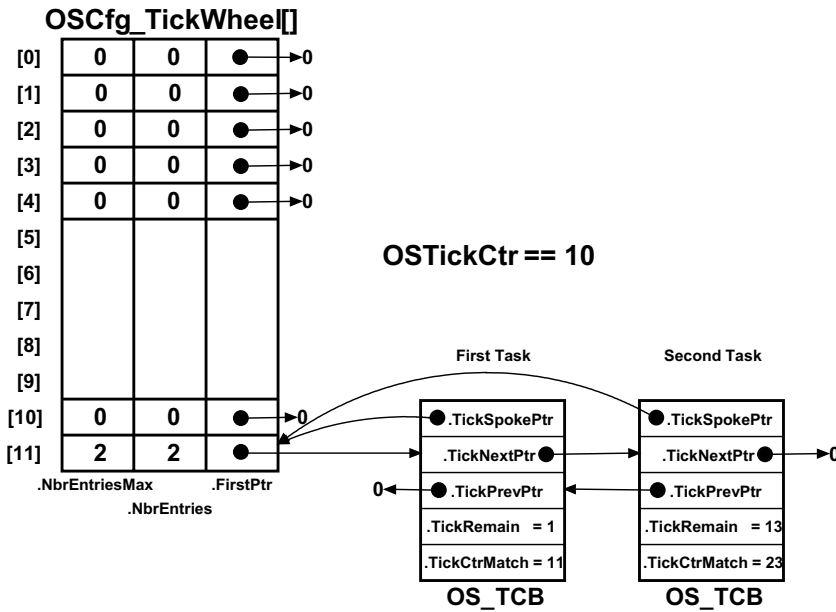 OSCfg_TickWheel[]
[0] 0 0 0
[1] 0 0 0
[2] 0 0 0
[3] 0 0 0
[4] 0 0 0
[5]
OSTickCtr == 10
[6]
[7]
[8]
First Task Second Task
[9]
[10] 0 0 0 .TickSpokePtr .TickSpokePtr
[11] 2 2 .TickNextPtr .TickNextPtr 0
.NbrEntriesMax .FirstPtr 0 .TickPrevPtr .TickPrevPtr
.NbrEntries
.TickRemain = 1 .TickRemain = 13
.TickCtrMatch = 11 .TickCtrMatch = 23
OS_TCB OS_TCB